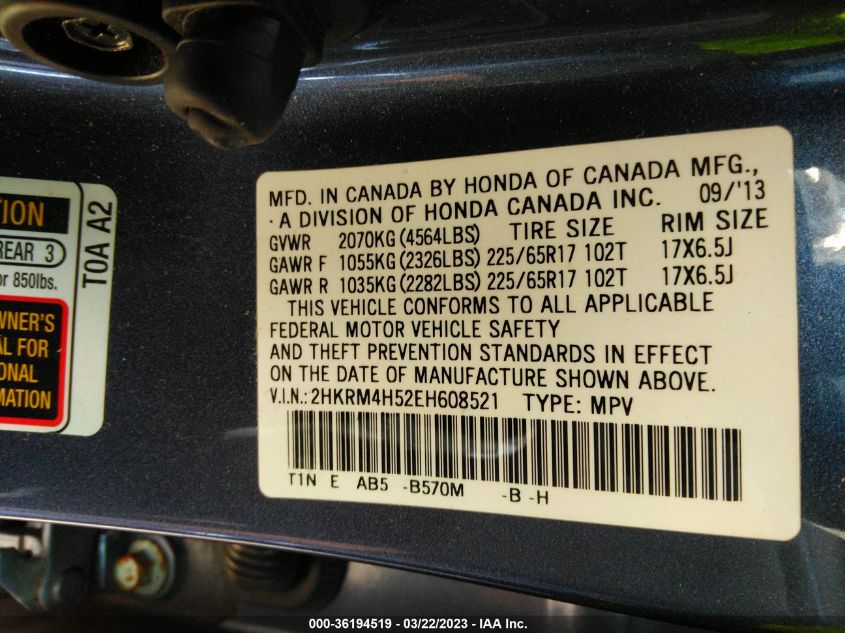 TION
REAR 3
or 850lbs.
WNER'S
AL FOR
ONAL
MATION
T0A A2
MFD. IN CANADA BY HONDA OF CANADA MFG.,
A DIVISION OF HONDA CANADA INC. 09/'13
GVWR 2070KG(4564LBS) TIRE SIZE RIM SIZE
GAWR F 1055KG(2326LBS) 225/65R17 102T 17X6.5J
GAWR R 1035KG(2282LBS) 225/65R17 102T 17X6.5J
THIS VEHICLE CONFORMS TO ALL APPLICABLE
FEDERAL MOTOR VEHICLE SAFETY
AND THEFT PREVENTION STANDARDS IN EFFECT
ON THE DATE OF MANUFACTURE SHOWN ABOVE.
V.I.N.:2HKRM4H52EH608521 TYPE: MPV
T1N E AB5 -B570M -B -H
000-36194519 - 03/22/2023 - IAA Inc.